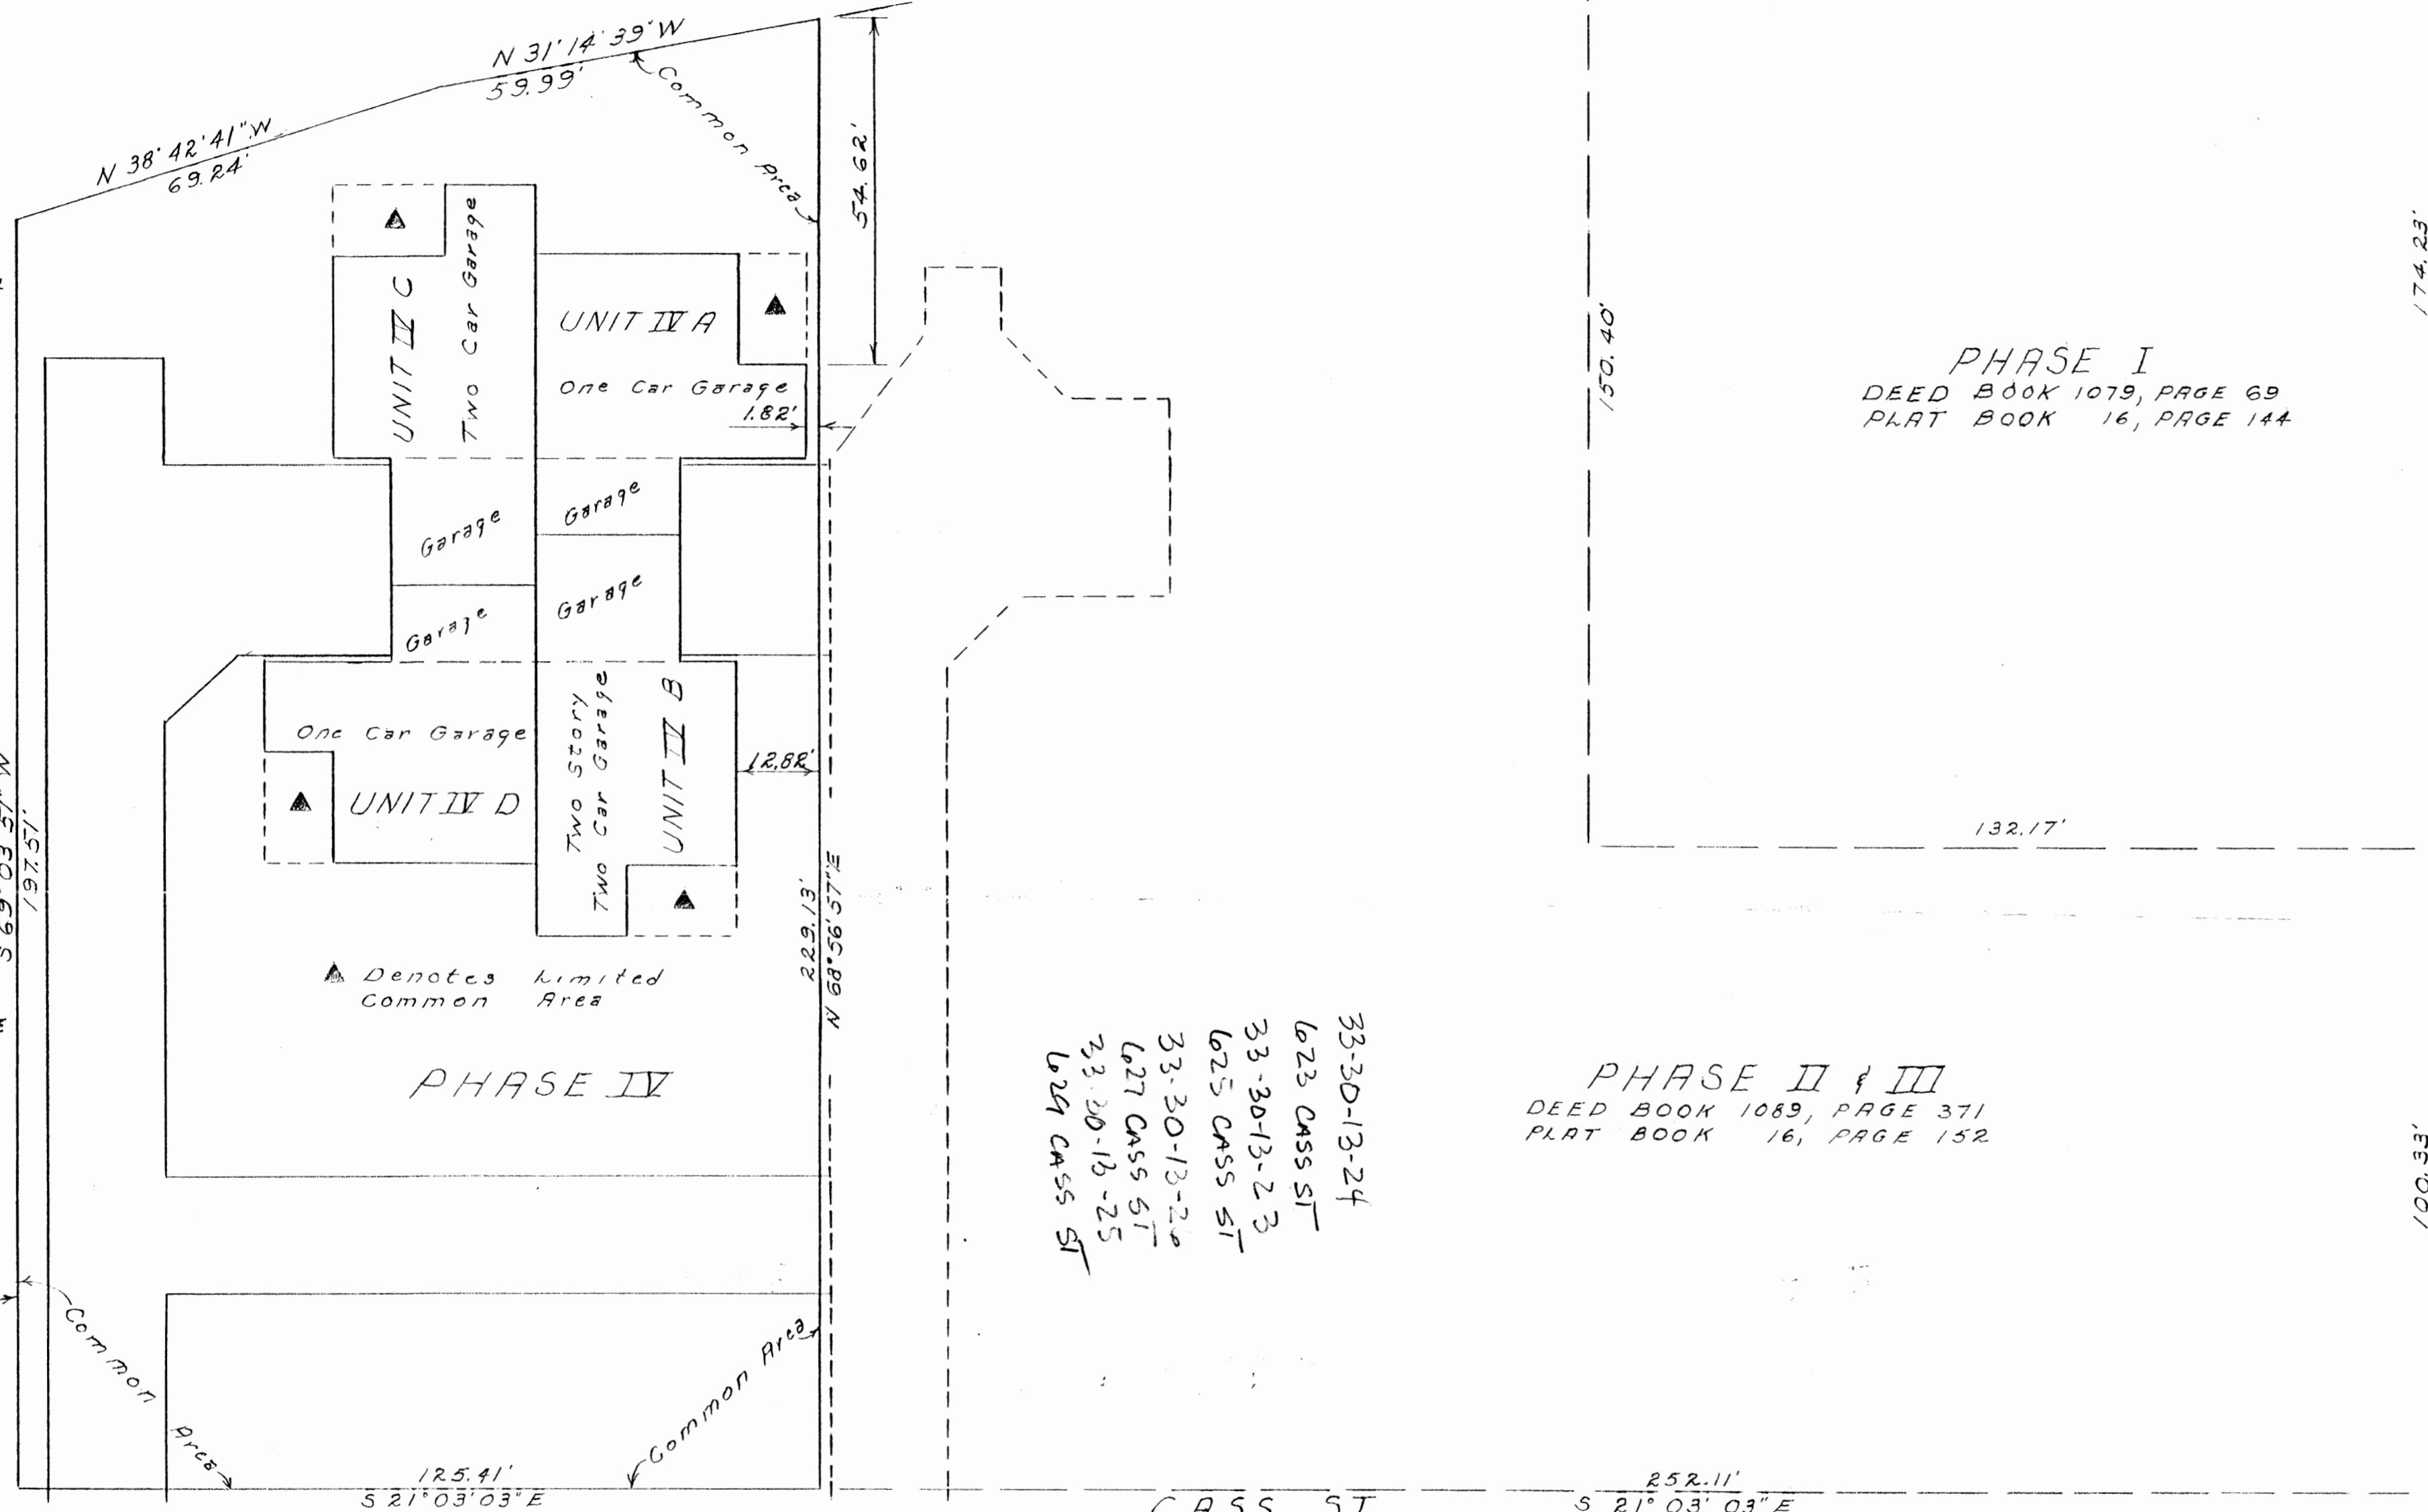 N 31° 14' 39" W
59.99'
N 38° 42' 41" W
69.24'
Common Area
54.62'
174.23'
UNIT IV C
Two Car Garage
UNIT IV A
One Car Garage
1.82'
150.40'
PHASE I
DEED BOOK 1079, PAGE 69
PLAT BOOK 16, PAGE 144
Garage
Garage
Garage
Garage
One Car Garage
UNIT IV D
Two Story
Two Car Garage
UNIT IV B
12.82'
S 69° 03' 51" W
197.51'
229.13'
N 68° 56' 57" E
132.17'
▲ Denotes Limited
Common Area
PHASE IV
33-30-13-24
623 CASS ST
33-30-13-23
625 CASS ST
33-30-13-26
627 CASS ST
33-30-13-25
629 CASS ST
PHASE II & III
DEED BOOK 1089, PAGE 371
PLAT BOOK 16, PAGE 152
100.33'
Common Area
Common Area
125.41'
S 21° 03' 03" E
CASS ST
252.11'
S 21° 03' 03" E